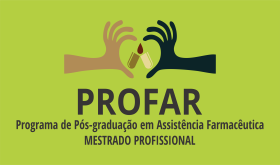 PROFAR
Programa de Pós-graduação em Assistência Farmacêutica
MESTRADO PROFISSIONAL